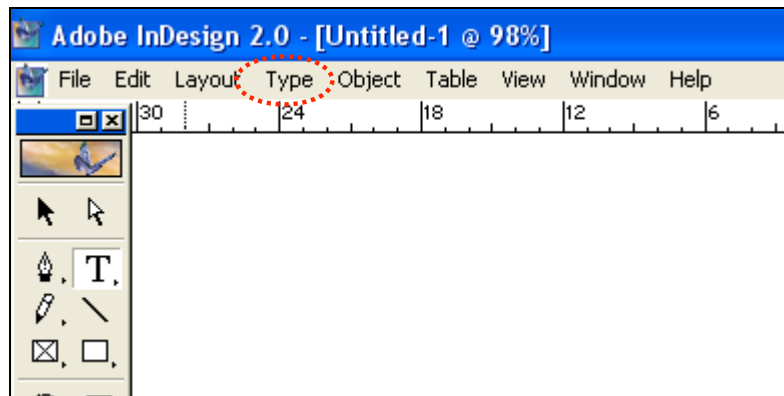 Adobe InDesign 2.0 - [Untitled-1 @ 98%]
File Edit Layout Type Object Table View Window Help
30 24 18 12 6
T